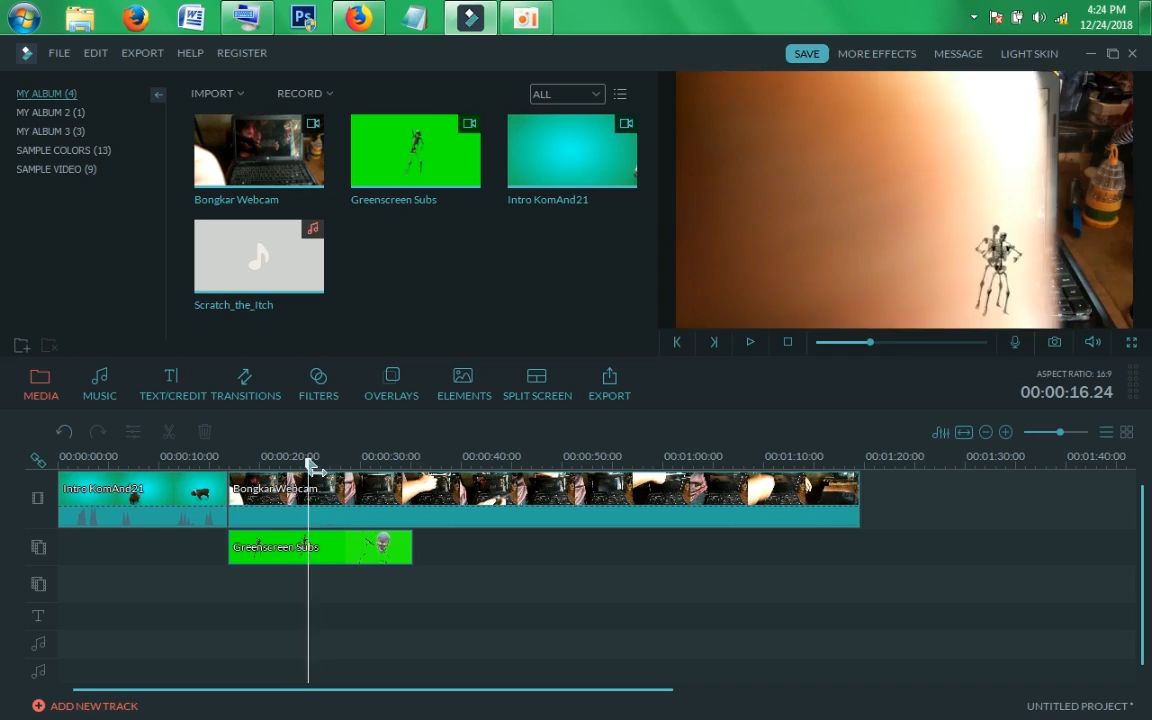 4:24 PM
12/24/2018
FILE EDIT EXPORT HELP REGISTER
SAVE MORE EFFECTS MESSAGE LIGHT SKIN
MY ALBUM (4)
MY ALBUM 2 (1)
MY ALBUM 3 (3)
SAMPLE COLORS (13)
SAMPLE VIDEO (9)
IMPORT RECORD ALL
Bongkar Webcam Greenscreen Subs Intro KomAnd21
Scratch_the_Itch
MEDIA MUSIC TEXT/CREDIT TRANSITIONS FILTERS OVERLAYS ELEMENTS SPLIT SCREEN EXPORT
ASPECT RATIO: 16:9
00:00:16.24
00:00:00:00 00:00:10:00 00:00:20:00 00:00:30:00 00:00:40:00 00:00:50:00 00:01:00:00 00:01:10:00 00:01:20:00 00:01:30:00 00:01:40:00
Intro KomAnd21 Bongkar Webcam
Greenscreen Subs
ADD NEW TRACK
UNTITLED PROJECT *